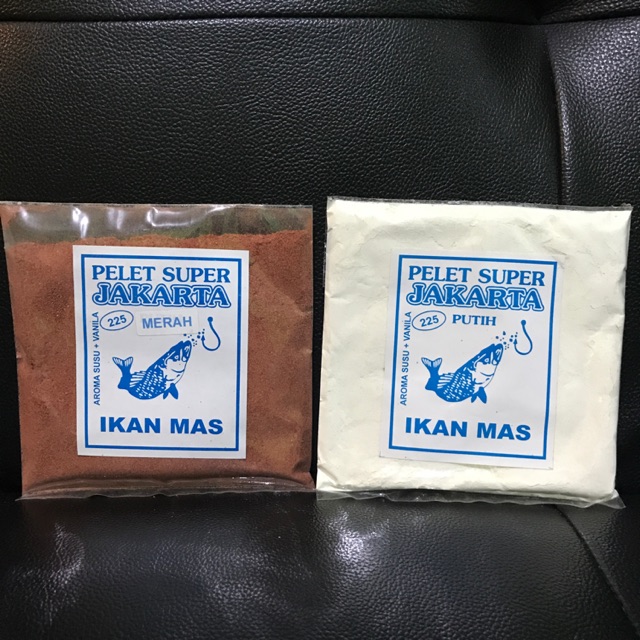 PELET SUPER
JAKARTA
225
MERAH
AROMA SUSU + VANILA
IKAN MAS
PELET SUPER
JAKARTA
225
PUTIH
AROMA SUSU + VANILA
IKAN MAS